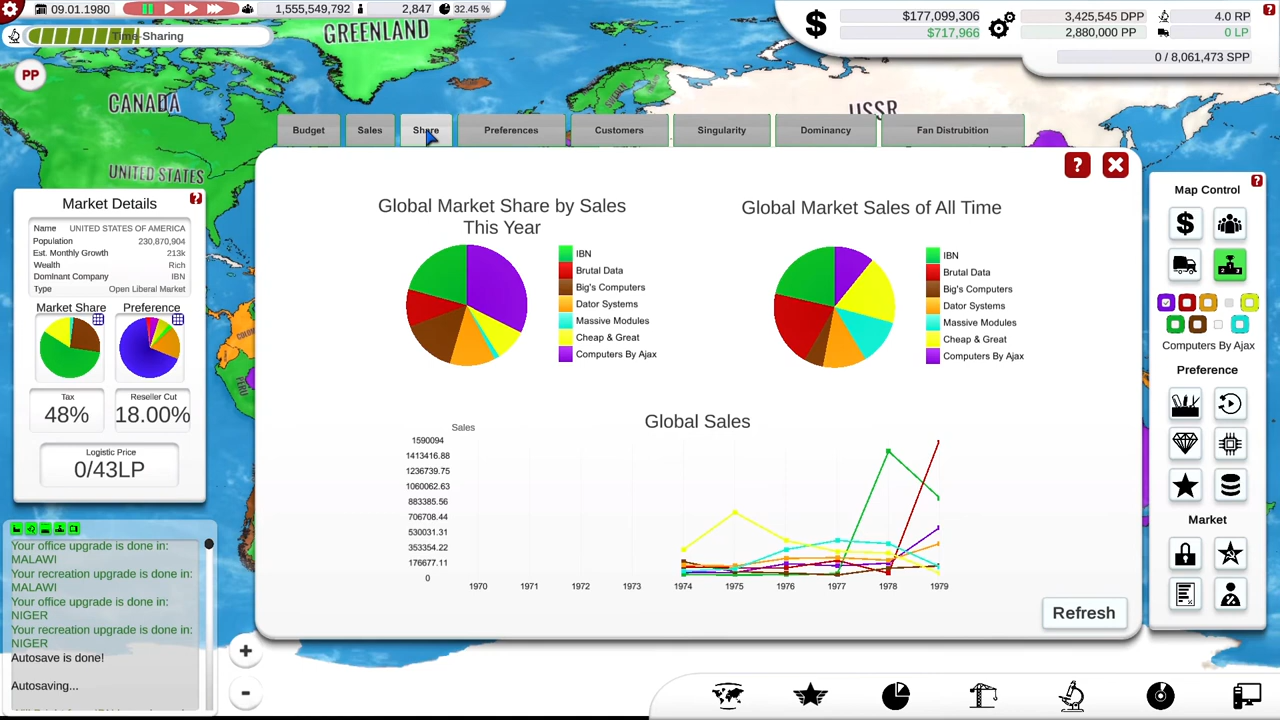 09.01.1980
1,555,549,792
2,847
32.45 %
Time-Sharing
PP
$177,099,306
$717,966
3,425,545 DPP
2,880,000 PP
4.0 RP
0 LP
0 / 8,061,473 SPP
?
GREENLAND
CANADA
USSR
UNITED STATES
PERU
Budget
Sales
Share
Preferences
Customers
Singularity
Dominancy
Fan Distrubition
?
Market Details
?
Name UNITED STATES OF AMERICA
Population 230,870,904
Est. Monthly Growth 213k
Wealth Rich
Dominant Company IBN
Type Open Liberal Market
Market Share
Preference
Tax
48%
Reseller Cut
18.00%
Logistic Price
0/43LP
Your office upgrade is done in:
MALAWI
Your recreation upgrade is done in:
MALAWI
Your office upgrade is done in:
NIGER
Your recreation upgrade is done in:
NIGER
Autosave is done!
Autosaving...
Global Market Share by Sales
This Year
IBN
Brutal Data
Big's Computers
Dator Systems
Massive Modules
Cheap & Great
Computers By Ajax
Global Market Sales of All Time
IBN
Brutal Data
Big's Computers
Dator Systems
Massive Modules
Cheap & Great
Computers By Ajax
Global Sales
Sales
1590094
1413416.88
1236739.75
1060062.63
883385.56
706708.44
530031.31
353354.22
176677.11
0
1970 1971 1972 1973 1974 1975 1976 1977 1978 1979
Refresh
+
-
Map Control
?
$
Computers By Ajax
Preference
Market